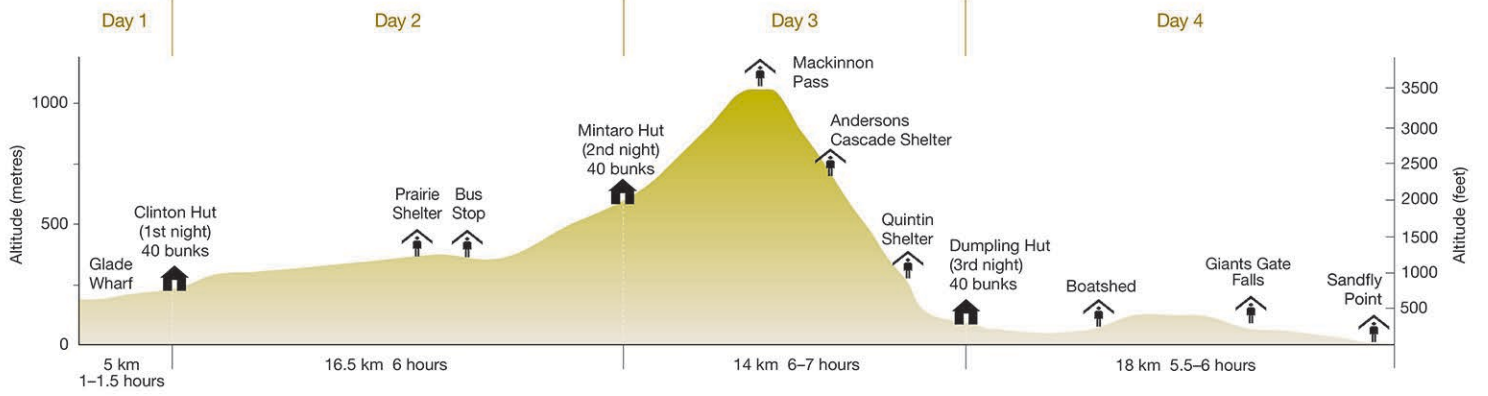 Day 1
Day 2
Day 3
Day 4
Altitude (metres)
1000
500
0
Glade
Wharf
Clinton Hut
(1st night)
40 bunks
Prairie
Shelter
Bus
Stop
Mintaro Hut
(2nd night)
40 bunks
Mackinnon
Pass
Andersons
Cascade Shelter
Quintin
Shelter
Dumpling Hut
(3rd night)
40 bunks
Boatshed
Giants Gate
Falls
Sandfly
Point
3500
3000
2500
2000
1500
1000
500
Altitude (feet)
5 km
1–1.5 hours
16.5 km 6 hours
14 km 6–7 hours
18 km 5.5–6 hours